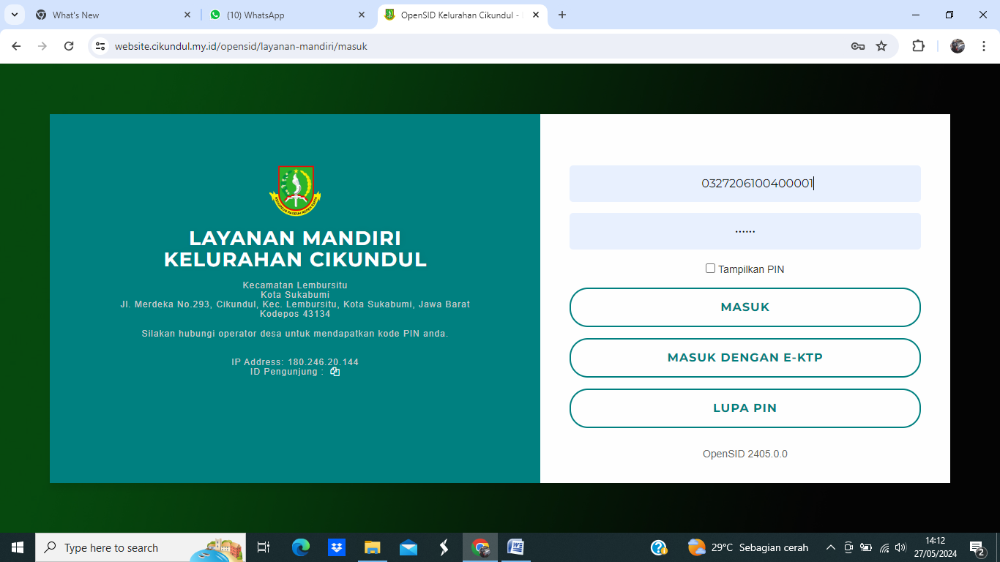 What's New
(10) WhatsApp
OpenSID Kelurahan Cikundul -
website.cikundul.my.id/opensid/layanan-mandiri/masuk
LAYANAN MANDIRI
KELURAHAN CIKUNDUL
Kecamatan Lembursitu
Kota Sukabumi
Jl. Merdeka No.293, Cikundul, Kec. Lembursitu, Kota Sukabumi, Jawa Barat
Kodepos 43134
Silakan hubungi operator desa untuk mendapatkan kode PIN anda.
IP Address: 180.246.20.144
ID Pengunjung :
0327206100400001
••••••
Tampilkan PIN
MASUK
MASUK DENGAN E-KTP
LUPA PIN
OpenSID 2405.0.0
Type here to search
29°C Sebagian cerah
14:12
27/05/2024
2